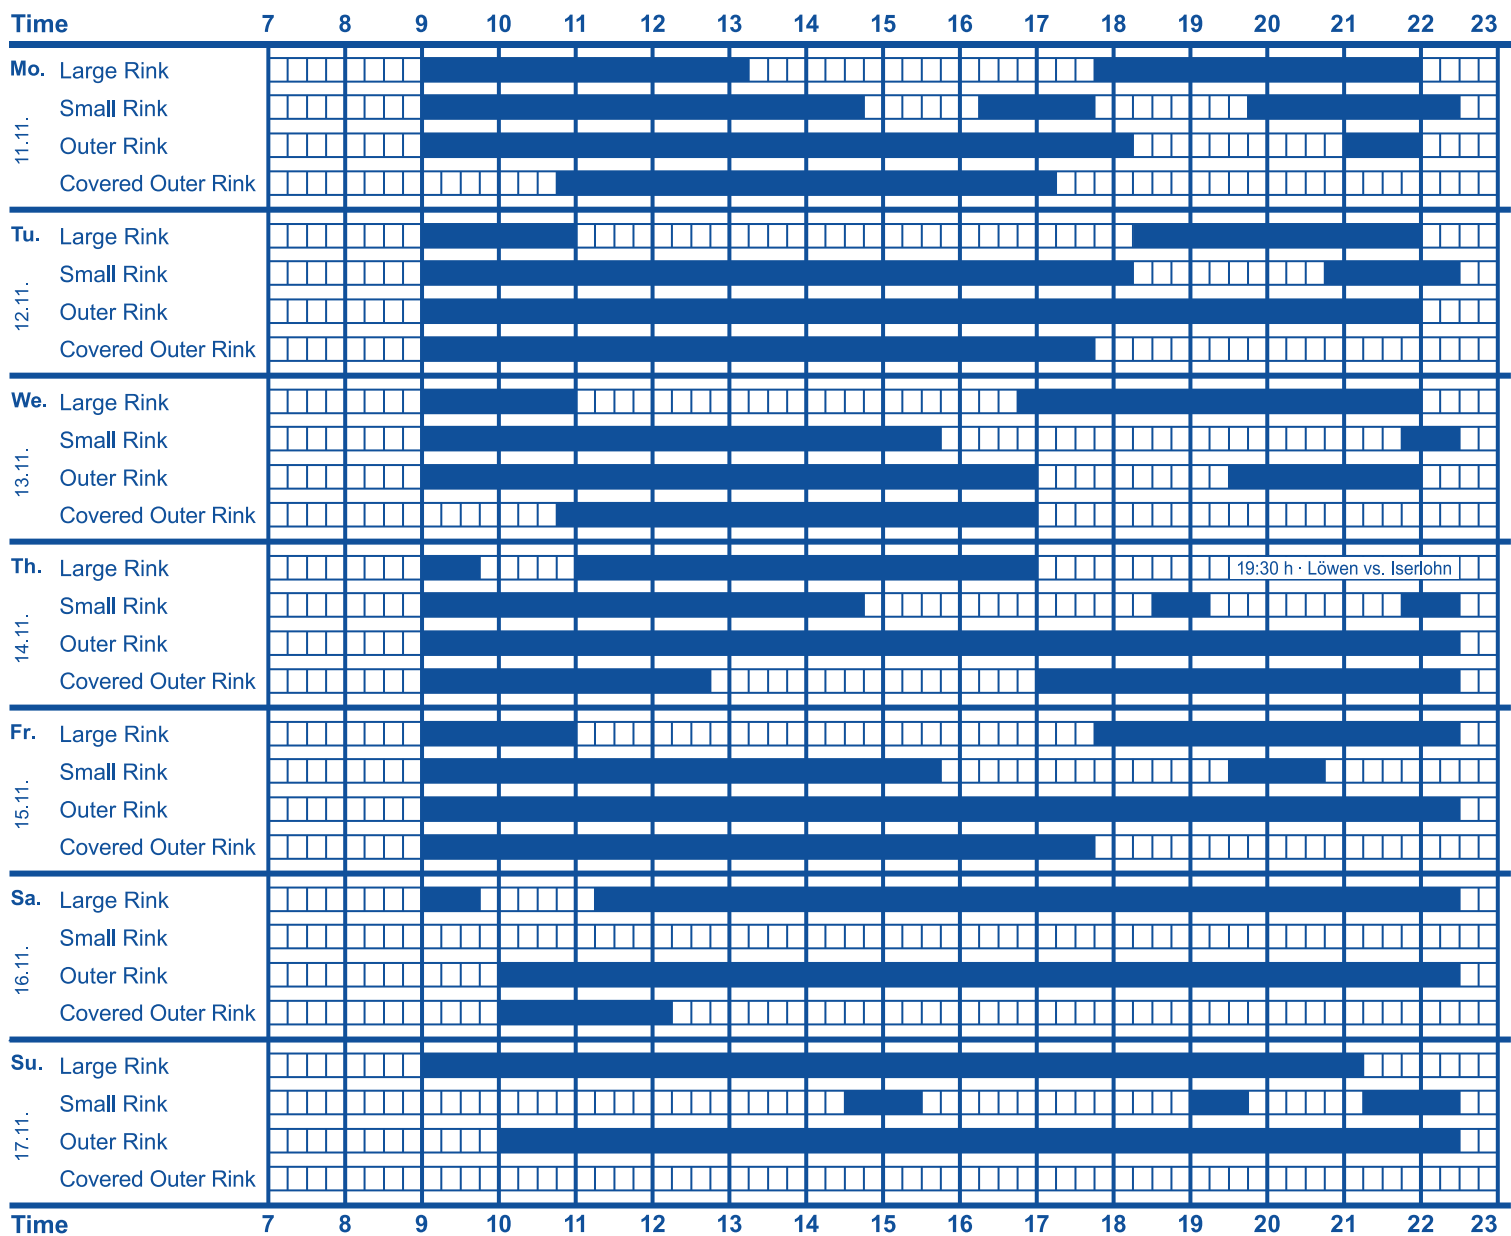 Time 7 8 9 10 11 12 13 14 15 16 17 18 19 20 21 22 23
Mo. Large Rink
Small Rink
11.11.
Outer Rink
Covered Outer Rink
Tu. Large Rink
Small Rink
12.11.
Outer Rink
Covered Outer Rink
We. Large Rink
Small Rink
13.11.
Outer Rink
Covered Outer Rink
Th. Large Rink 19:30 h · Löwen vs. Iserlohn
Small Rink
14.11.
Outer Rink
Covered Outer Rink
Fr. Large Rink
Small Rink
15.11.
Outer Rink
Covered Outer Rink
Sa. Large Rink
Small Rink
16.11.
Outer Rink
Covered Outer Rink
Su. Large Rink
Small Rink
17.11.
Outer Rink
Covered Outer Rink
Time 7 8 9 10 11 12 13 14 15 16 17 18 19 20 21 22 23